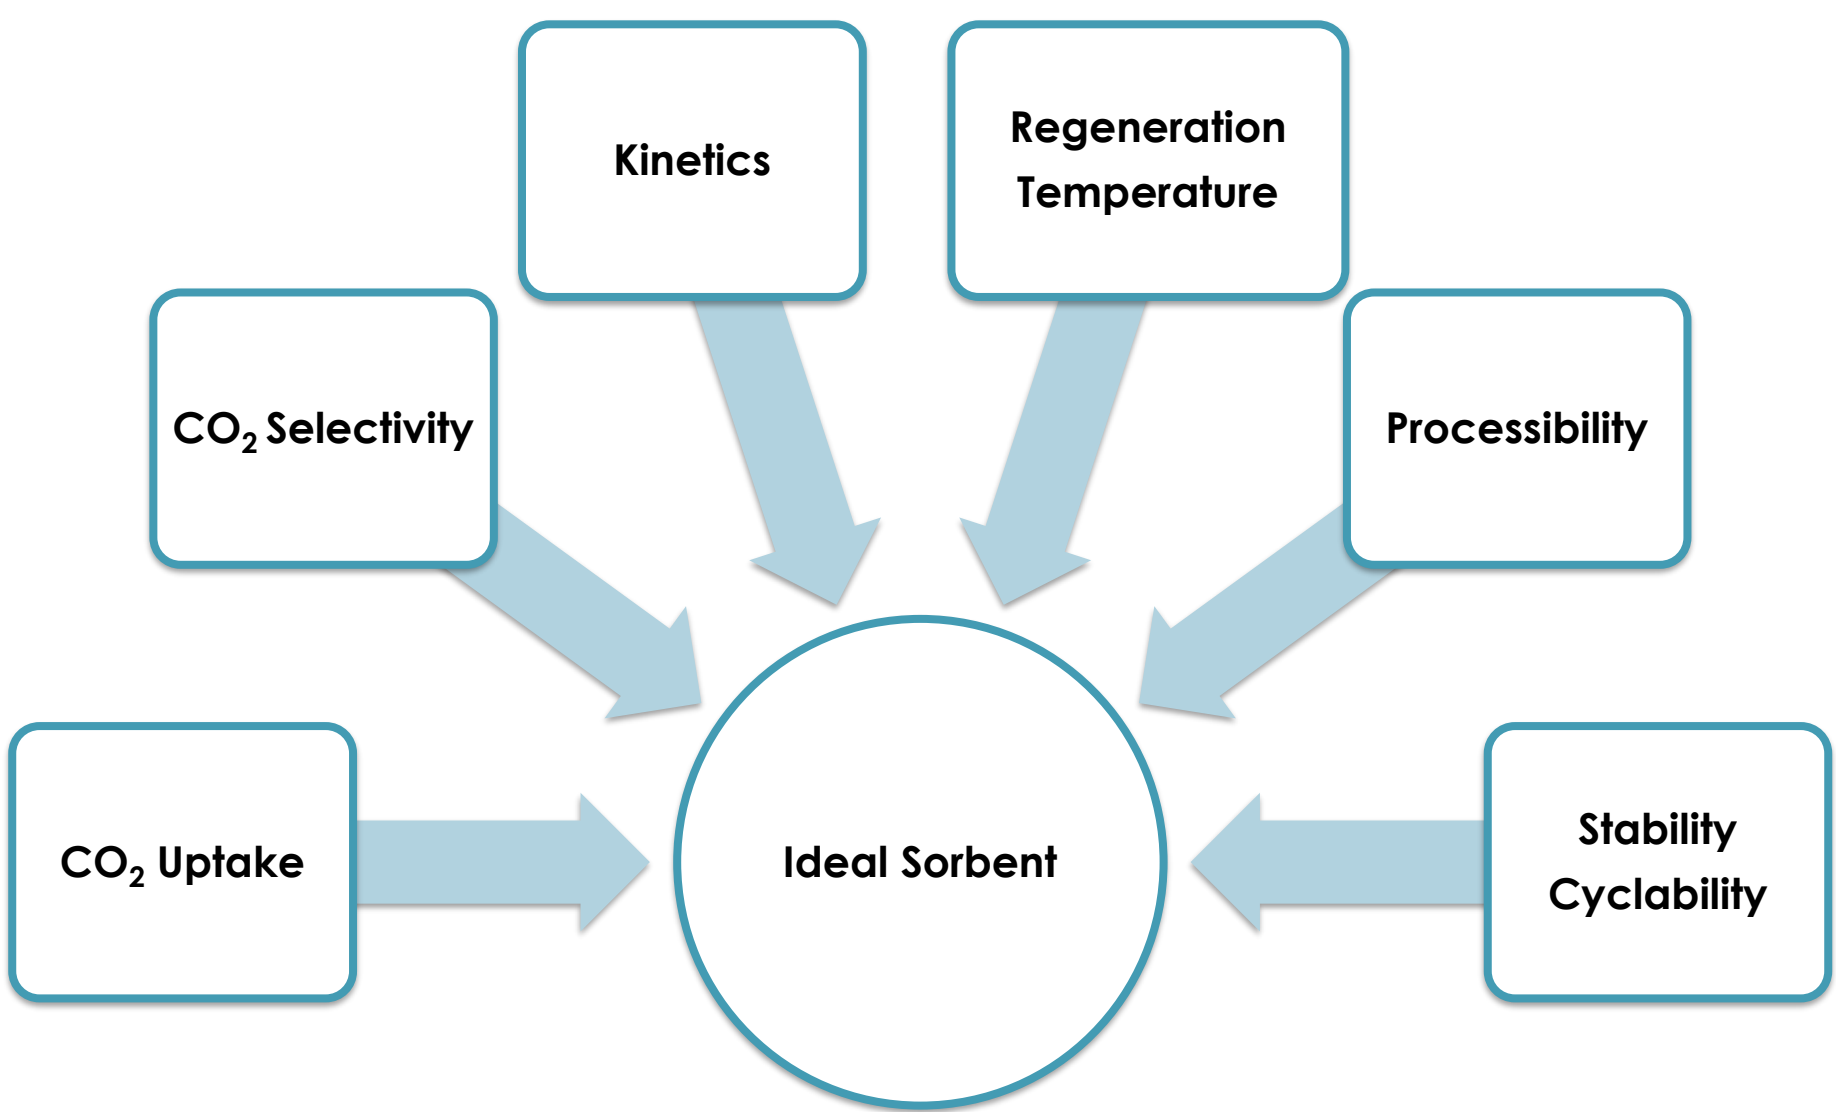 Kinetics
Regeneration
Temperature
CO₂ Selectivity
Processibility
CO₂ Uptake
Ideal Sorbent
Stability
Cyclability